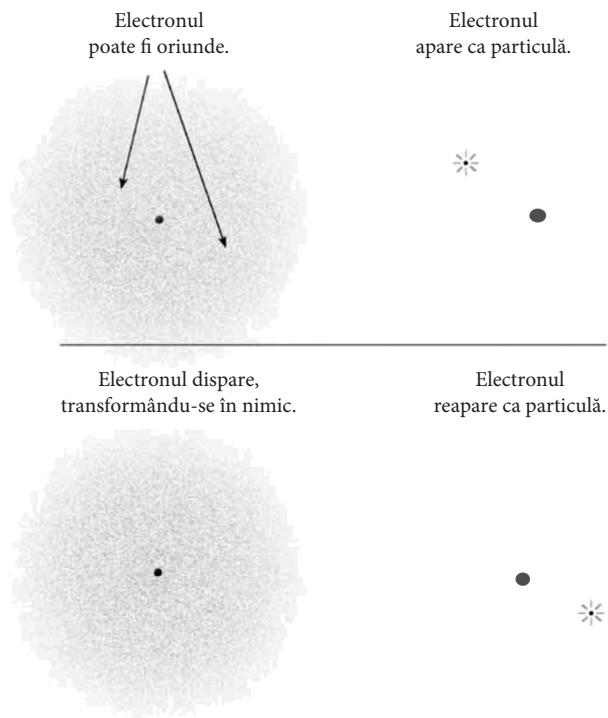 Electronul
poate fi oriunde.
Electronul
apare ca particulă.
Electronul dispare,
transformându-se în nimic.
Electronul
reapare ca particulă.